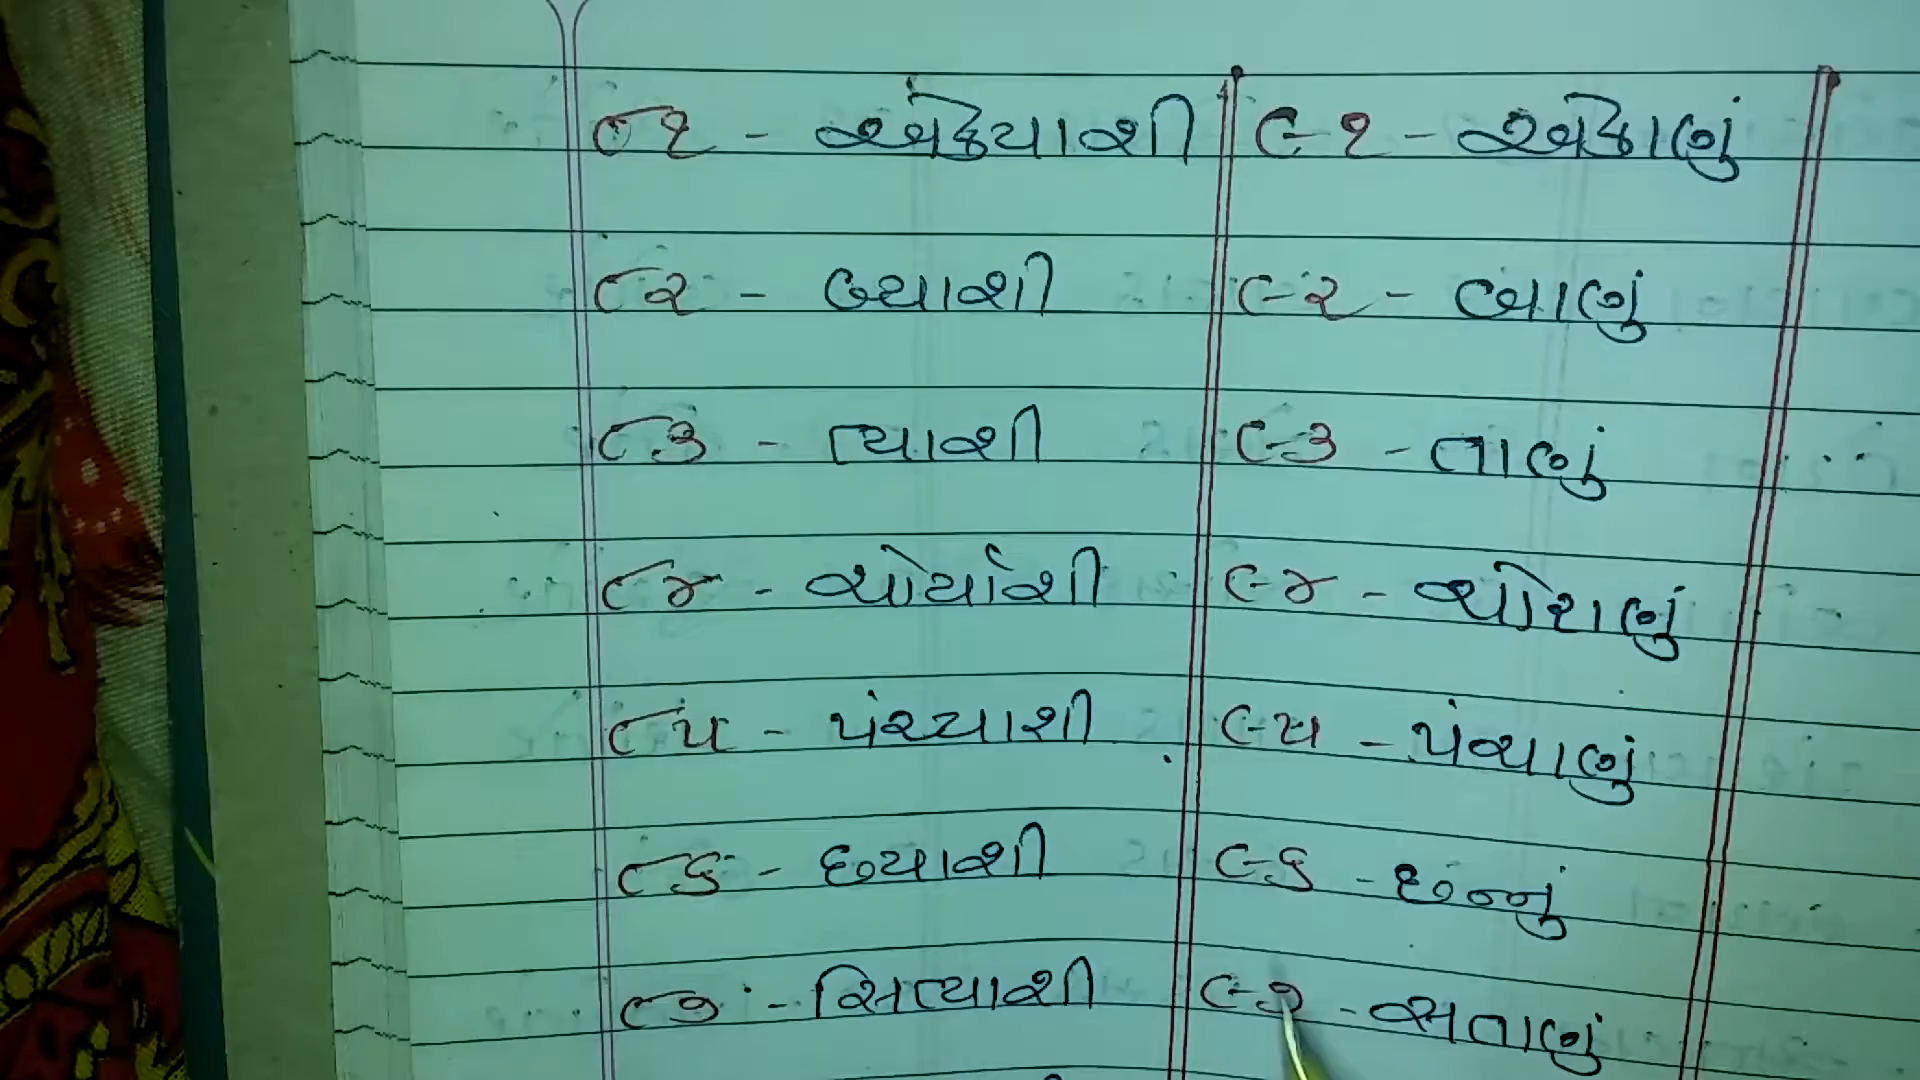 ૮૧ - એક્યાશી
૯૧ - એકાણું
૮૨ - બ્યાશી
૯૨ - બાણું
૮૩ - ત્યાશી
૯૩ - તાણું
૮૪ - ચોર્યાશી
૯૪ - ચોરાણું
૮૫ - પંચ્યાશી
૯૫ - પંચાણું
૮૬ - છયાશી
૯૬ - છન્નું
૮૭ - સિત્યાશી
૯૭ - સતાણું